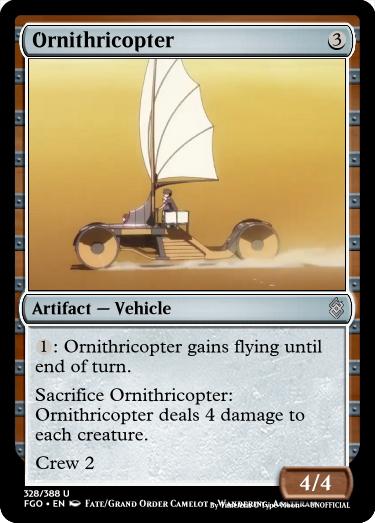 Ornithricopter 3
Artifact — Vehicle
1: Ornithricopter gains flying until
end of turn.
Sacrifice Ornithricopter:
Ornithricopter deals 4 damage to
each creature.
Crew 2
4/4
328/388 U
FGO • EN FATE/GRAND ORDER CAMELOT